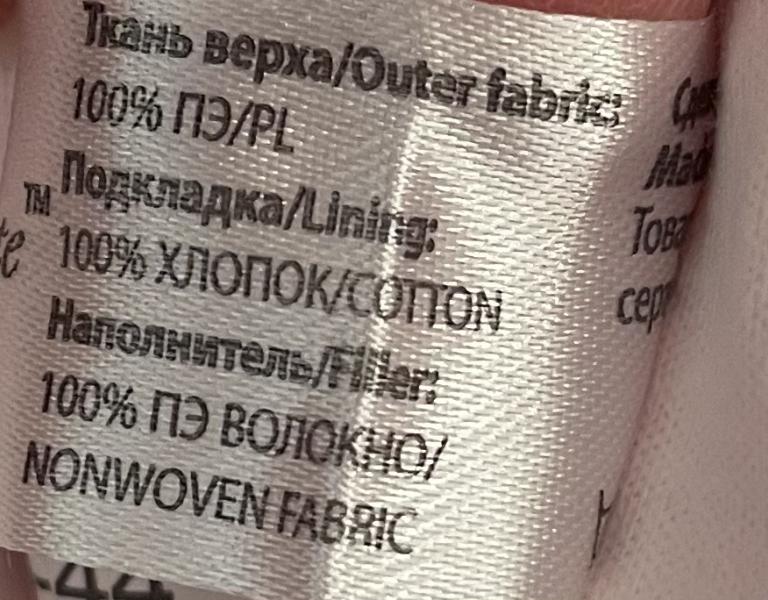 Ткань верха/Outer fabric:
100% ПЭ/PL
Подкладка/Lining:
100% ХЛОПОК/COTTON
Наполнитель/Filler:
100% ПЭ ВОЛОКНО/
NONWOVEN FABRIC
TM